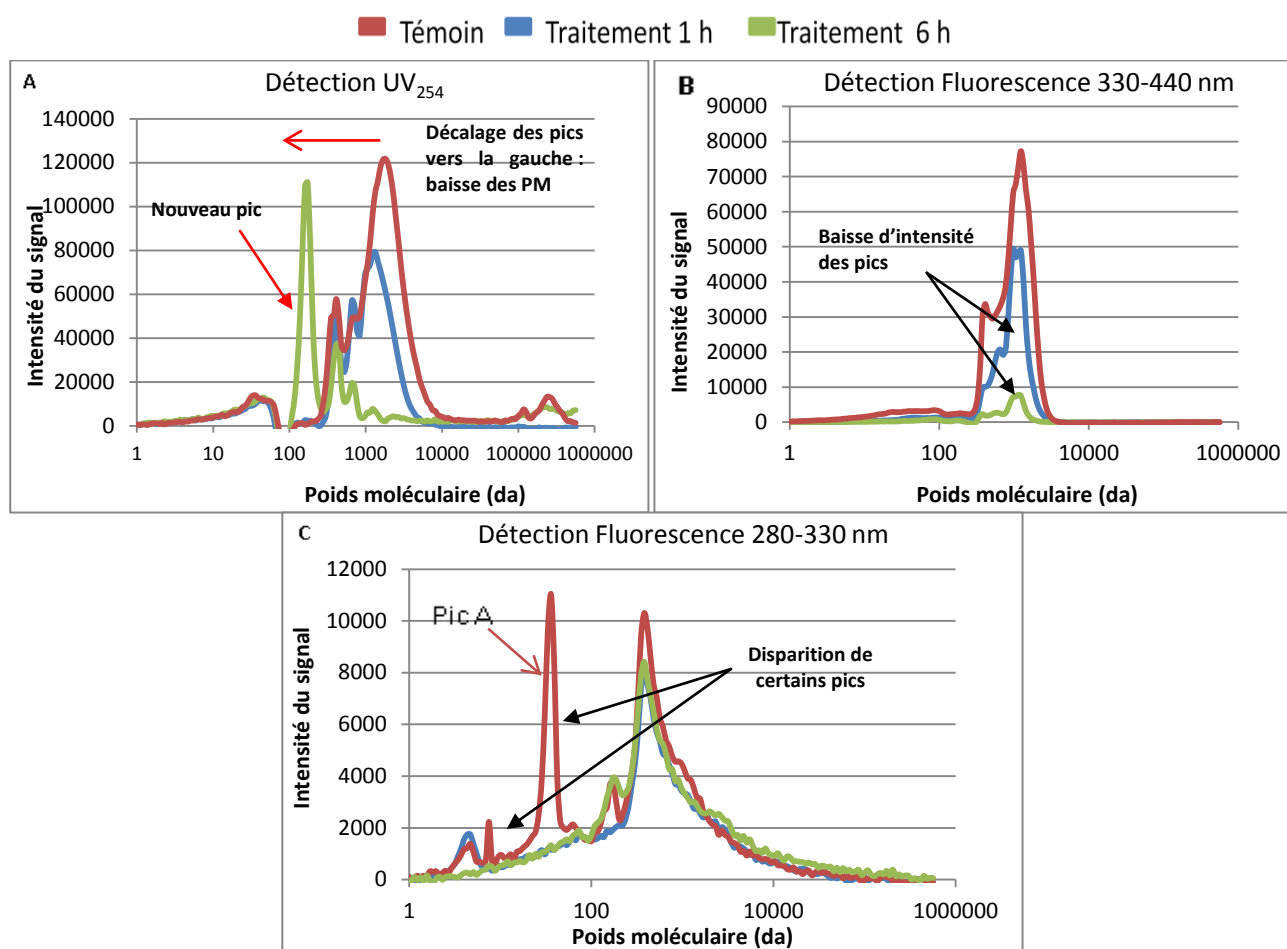 Témoin Traitement 1 h Traitement 6 h
A
Détection UV254
Intensité du signal
140000
120000
100000
80000
60000
40000
20000
0
Décalage des pics
vers la gauche :
baisse des PM
Nouveau pic
1 10 100 1000 10000 100000 1000000
Poids moléculaire (da)
B
Détection Fluorescence 330-440 nm
Intensité du signal
90000
80000
70000
60000
50000
40000
30000
20000
10000
0
Baisse d'intensité
des pics
1 100 10000 1000000
Poids moléculaire (da)
C
Détection Fluorescence 280-330 nm
Intensité du signal
12000
10000
8000
6000
4000
2000
0
Pic A
Disparition de
certains pics
1 100 10000 1000000
Poids moléculaire (da)